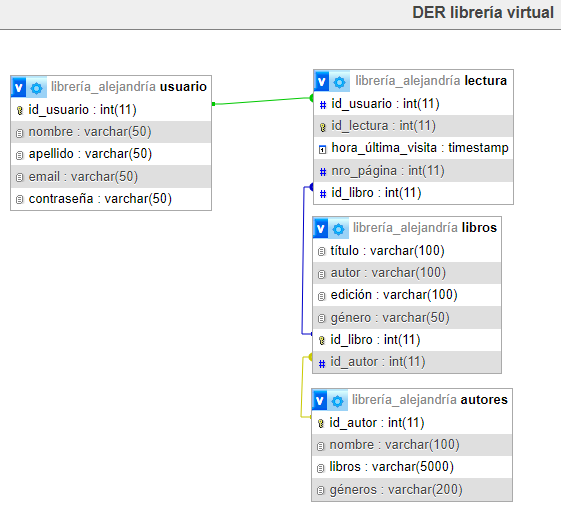 DER librería virtual
v librería_alejandría usuario
id_usuario : int(11)
nombre : varchar(50)
apellido : varchar(50)
email : varchar(50)
contraseña : varchar(50)
v librería_alejandría lectura
# id_usuario : int(11)
id_lectura : int(11)
hora_última_visita : timestamp
# nro_página : int(11)
# id_libro : int(11)
v librería_alejandría libros
título : varchar(100)
autor : varchar(100)
edición : varchar(100)
género : varchar(50)
id_libro : int(11)
# id_autor : int(11)
v librería_alejandría autores
id_autor : int(11)
nombre : varchar(100)
libros : varchar(5000)
géneros : varchar(200)